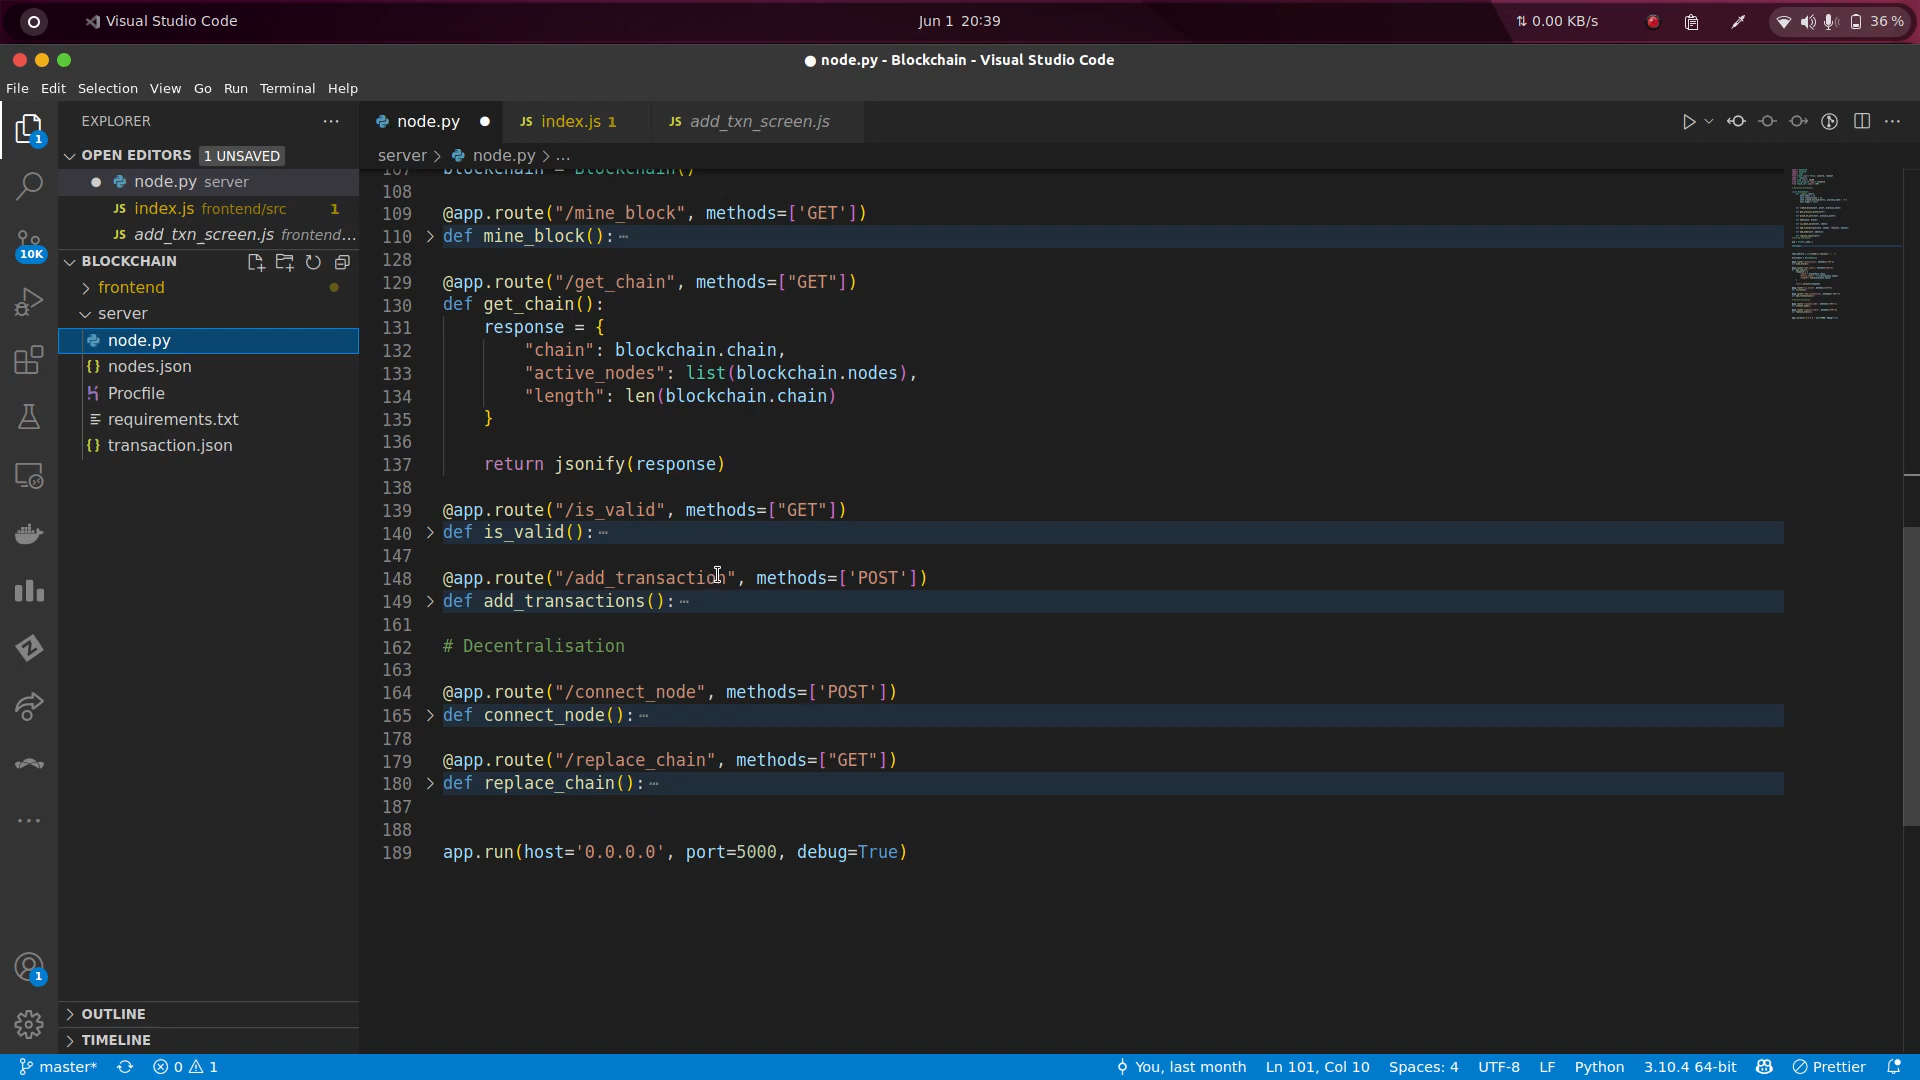 Visual Studio Code
Jun 1 20:39
0.00 KB/s
36 %
● node.py - Blockchain - Visual Studio Code
File Edit Selection View Go Run Terminal Help
EXPLORER
OPEN EDITORS 1 UNSAVED
node.py server
index.js frontend/src 1
add_txn_screen.js frontend...
BLOCKCHAIN
frontend
server
node.py
nodes.json
Procfile
requirements.txt
transaction.json
OUTLINE
TIMELINE
1
10K
1
node.py
JS index.js 1
JS add_txn_screen.js
server > node.py > ...
107 blockchain = Blockchain()
108
109 @app.route("/mine_block", methods=['GET'])
110 def mine_block():
128
129 @app.route("/get_chain", methods=["GET"])
130 def get_chain():
131 response = {
132 "chain": blockchain.chain,
133 "active_nodes": list(blockchain.nodes),
134 "length": len(blockchain.chain)
135 }
136
137 return jsonify(response)
138
139 @app.route("/is_valid", methods=["GET"])
140 def is_valid():
147
148 @app.route("/add_transaction", methods=['POST'])
149 def add_transactions():
161
162 # Decentralisation
163
164 @app.route("/connect_node", methods=['POST'])
165 def connect_node():
178
179 @app.route("/replace_chain", methods=["GET"])
180 def replace_chain():
187
188
189 app.run(host='0.0.0.0', port=5000, debug=True)
master* 0 1
You, last month Ln 101, Col 10 Spaces: 4 UTF-8 LF Python 3.10.4 64-bit Prettier